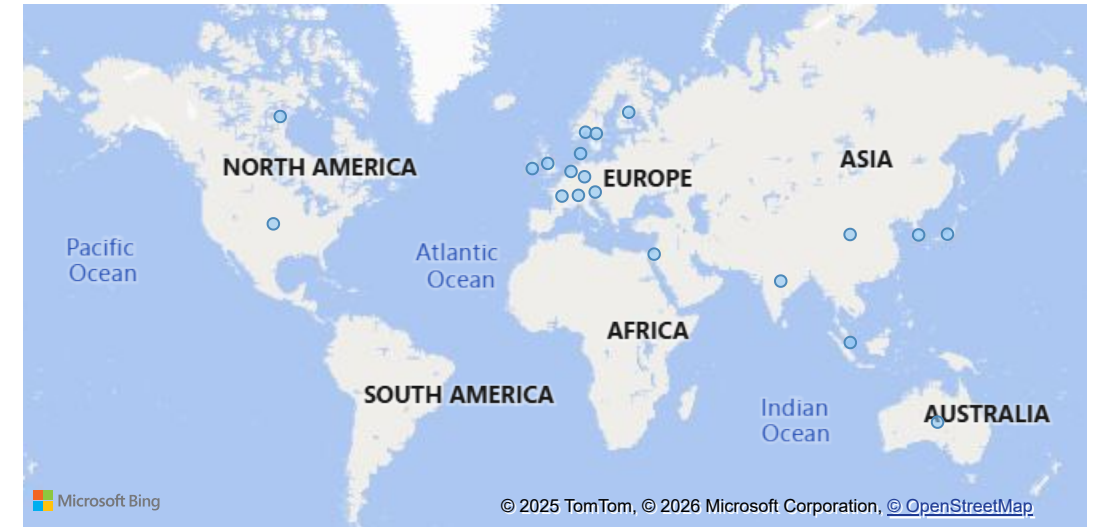 NORTH AMERICA
ASIA
EUROPE
Pacific
Ocean
Atlantic
Ocean
AFRICA
SOUTH AMERICA
Indian
Ocean
AUSTRALIA
Microsoft Bing
© 2025 TomTom, © 2026 Microsoft Corporation, © OpenStreetMap